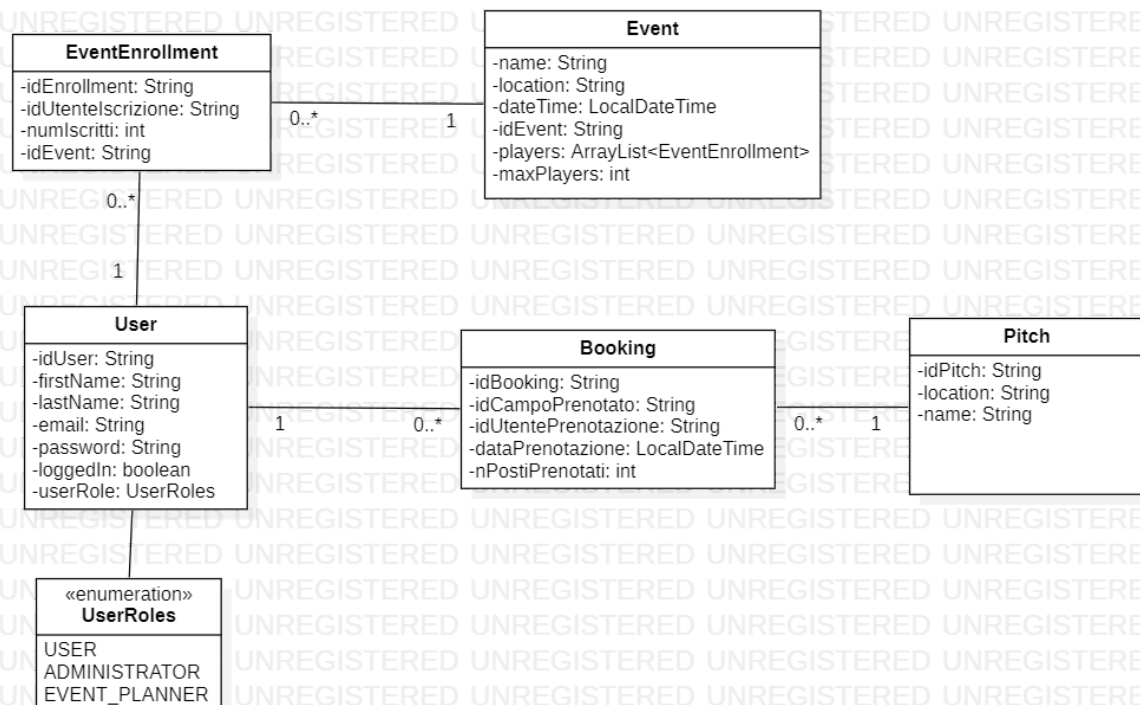 EventEnrollment
-idEnrollment: String
-idUtenteIscrizione: String
-numIscritti: int
-idEvent: String
0..*
1
Event
-name: String
-location: String
-dateTime: LocalDateTime
-idEvent: String
-players: ArrayList<EventEnrollment>
-maxPlayers: int
0..*
1
User
-idUser: String
-firstName: String
-lastName: String
-email: String
-password: String
-loggedIn: boolean
-userRole: UserRoles
1
0..*
Booking
-idBooking: String
-idCampoPrenotato: String
-idUtentePrenotazione: String
-dataPrenotazione: LocalDateTime
-nPostiPrenotati: int
0..*
1
Pitch
-idPitch: String
-location: String
-name: String
«enumeration»
UserRoles
USER
ADMINISTRATOR
EVENT_PLANNER
UNREGISTERED